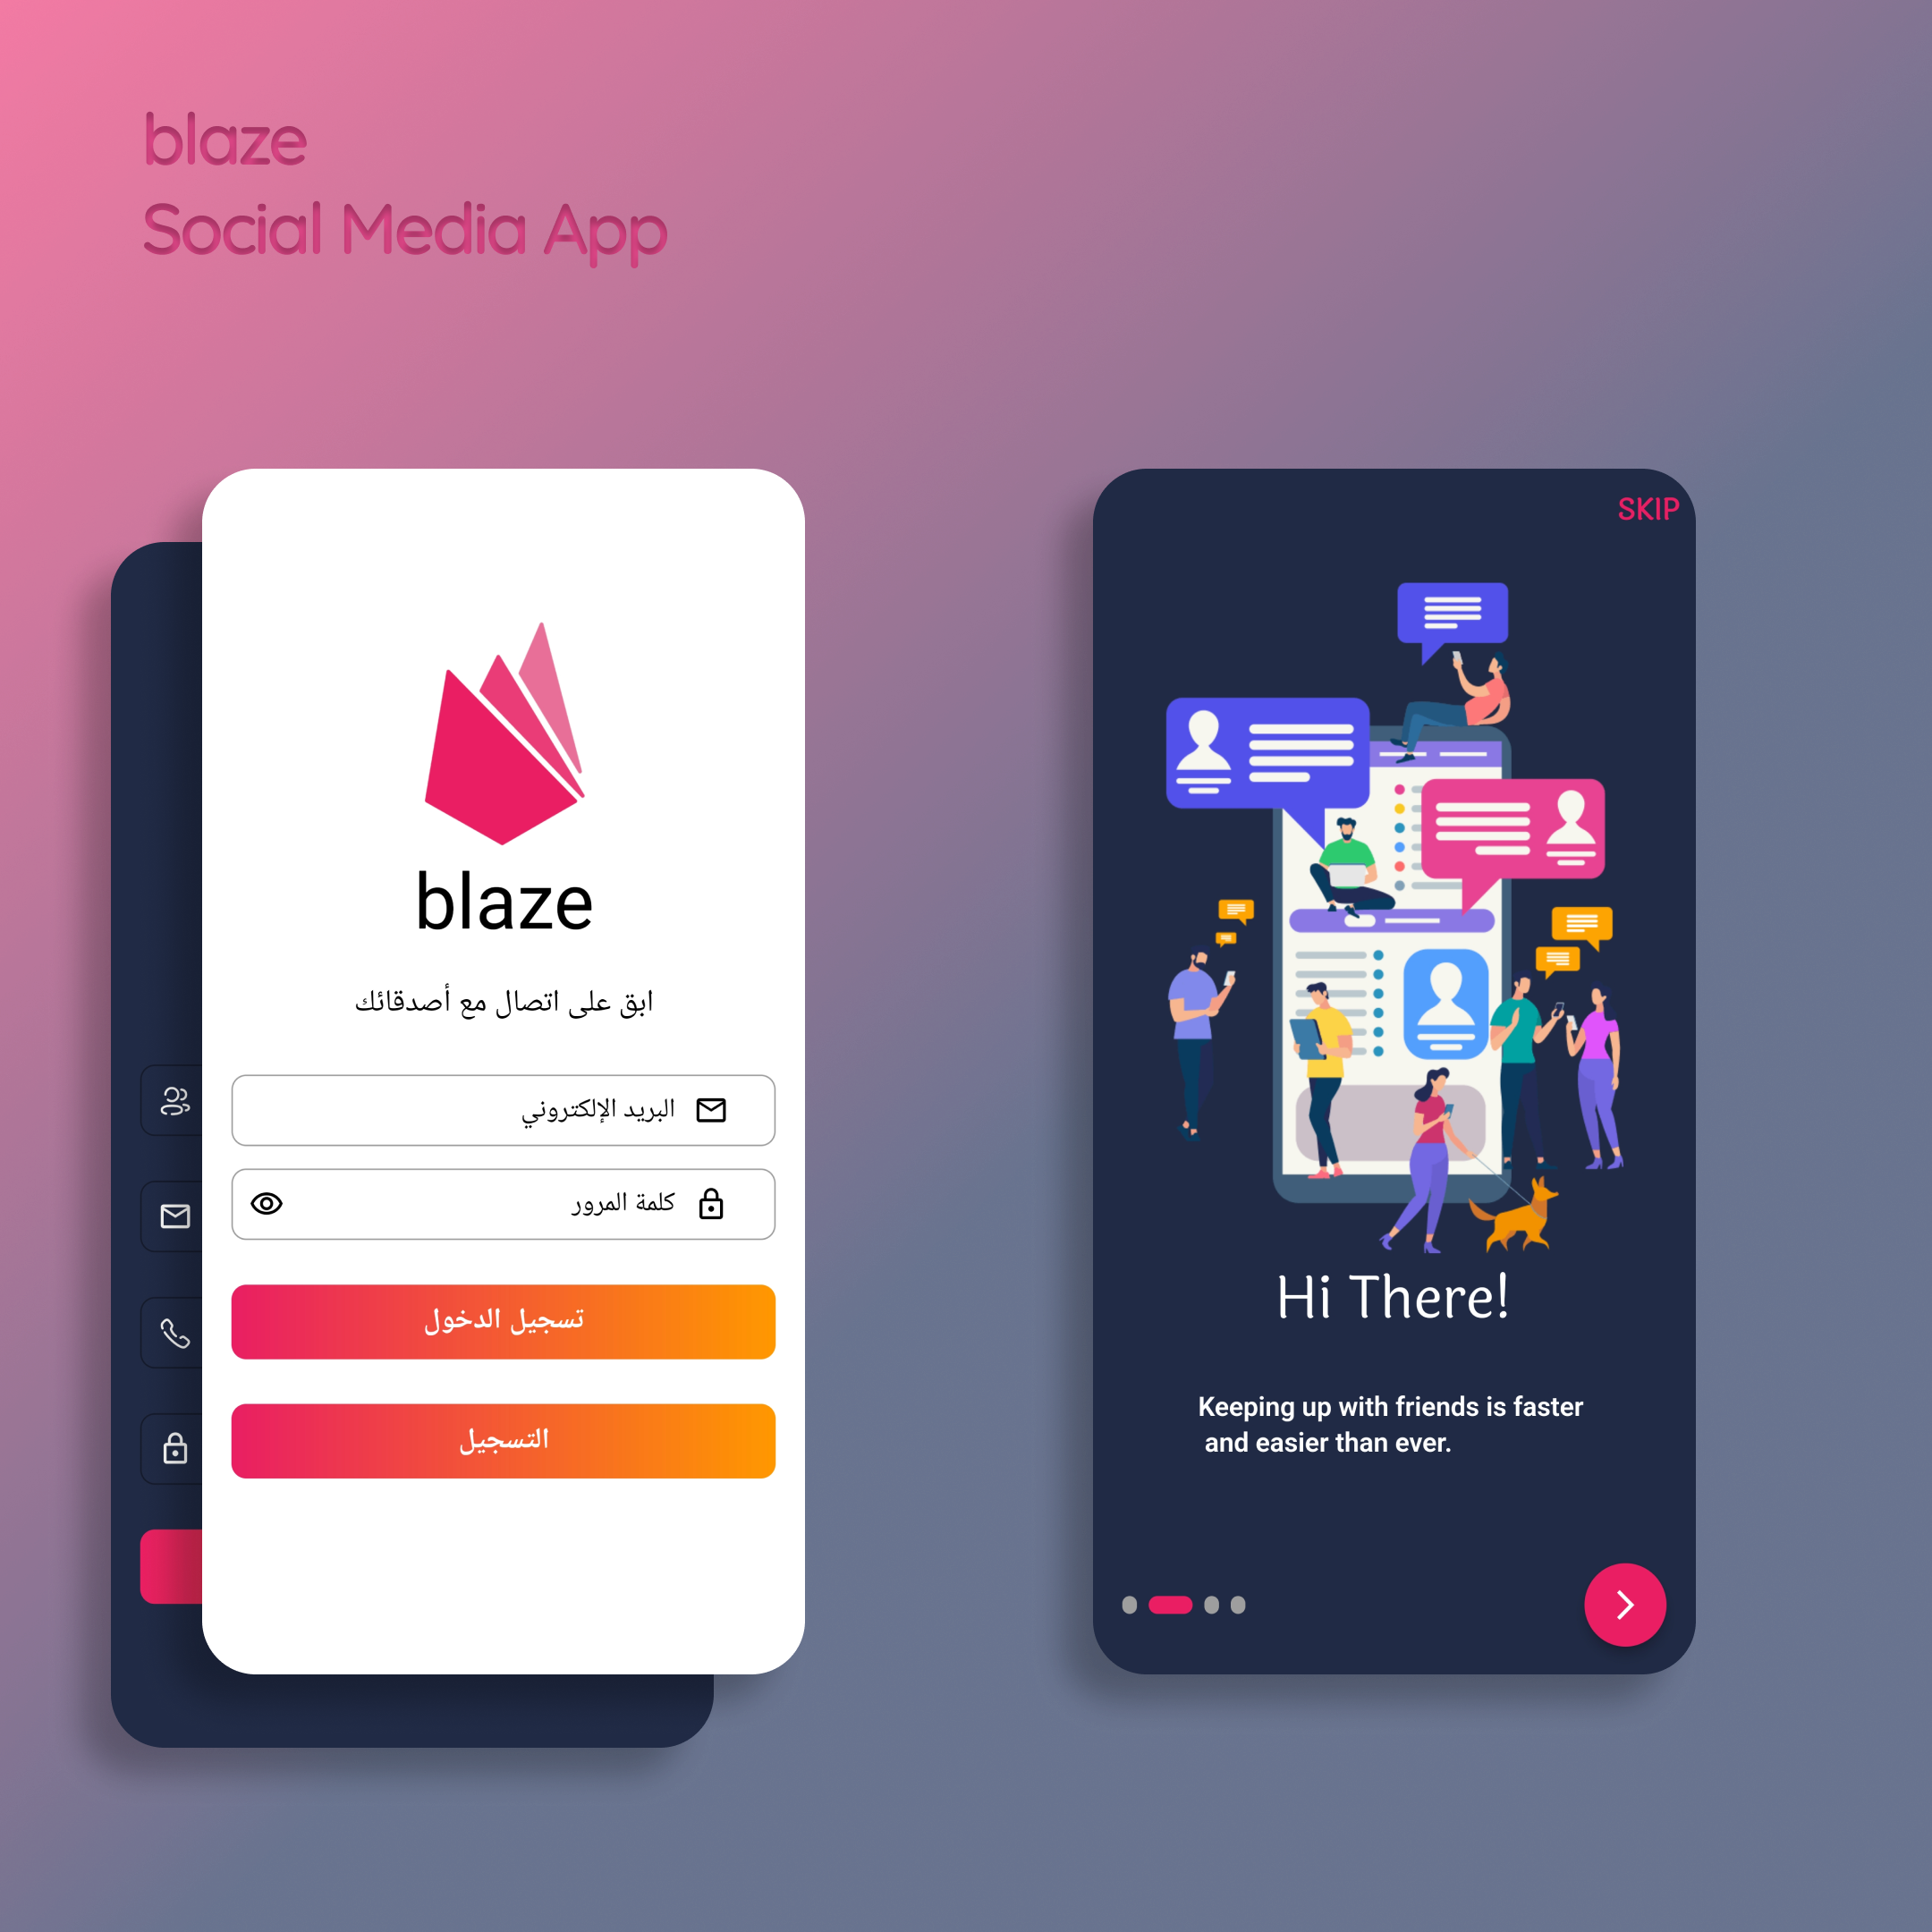 blaze
Social Media App
blaze
ابق على اتصال مع أصدقائك
البريد الإلكتروني
كلمة المرور
تسجيل الدخول
التسجيل
SKIP
Hi There!
Keeping up with friends is faster
and easier than ever.